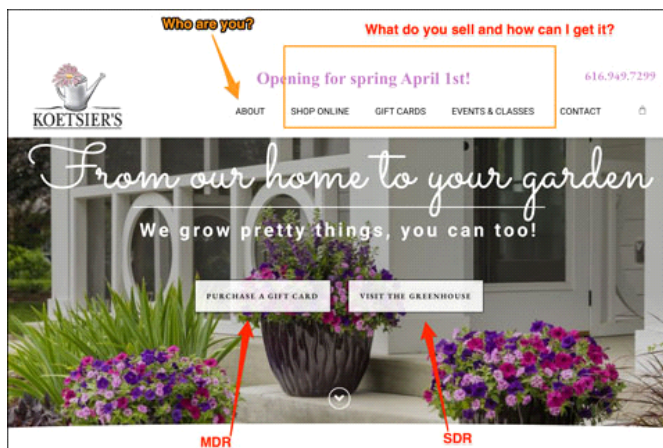 Who are you?
What do you sell and how can I get it?
Opening for spring April 1st!
616.949.7299
KOETSIER'S
ABOUT SHOP ONLINE GIFT CARDS EVENTS & CLASSES CONTACT
From our home to your garden
We grow pretty things, you can too!
PURCHASE A GIFT CARD
VISIT THE GREENHOUSE
MDR
SDR